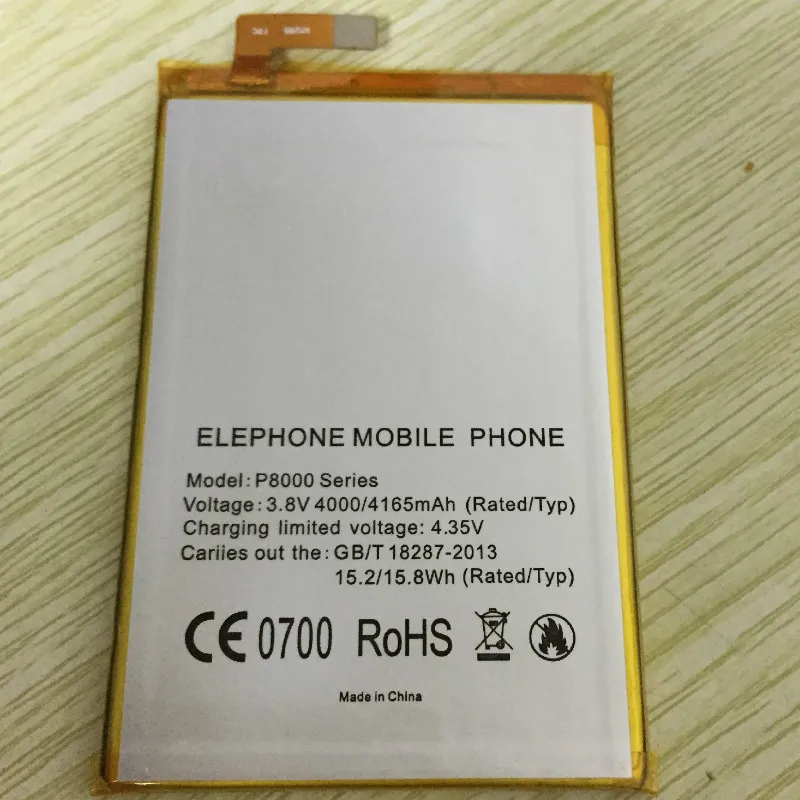 ELEPHONE MOBILE PHONE
Model: P8000 Series
Voltage: 3.8V 4000/4165mAh (Rated/Typ)
Charging limited voltage: 4.35V
Cariies out the: GB/T 18287-2013
15.2/15.8Wh (Rated/Typ)
CE 0700 RoHS
Made in China